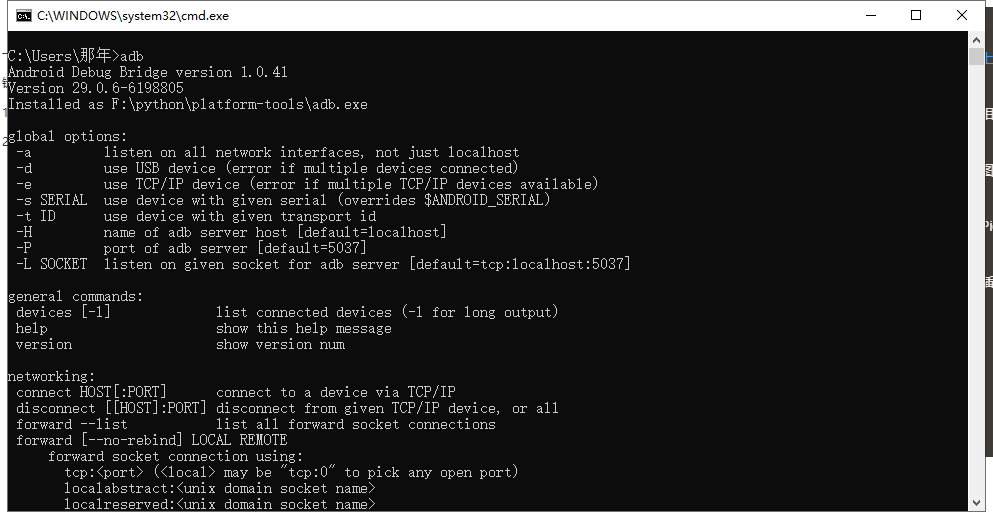 C:\WINDOWS\system32\cmd.exe
C:\Users\那年>adb
Android Debug Bridge version 1.0.41
Version 29.0.6-6198805
Installed as F:\python\platform-tools\adb.exe
global options:
-a listen on all network interfaces, not just localhost
-d use USB device (error if multiple devices connected)
-e use TCP/IP device (error if multiple TCP/IP devices available)
-s SERIAL use device with given serial (overrides $ANDROID_SERIAL)
-t ID use device with given transport id
-H name of adb server host [default=localhost]
-P port of adb server [default=5037]
-L SOCKET listen on given socket for adb server [default=tcp:localhost:5037]
general commands:
devices [-l] list connected devices (-l for long output)
help show this help message
version show version num
networking:
connect HOST[:PORT] connect to a device via TCP/IP
disconnect [[HOST]:PORT] disconnect from given TCP/IP device, or all
forward --list list all forward socket connections
forward [--no-rebind] LOCAL REMOTE
forward socket connection using:
tcp:<port> (<local> may be "tcp:0" to pick any open port)
localabstract:<unix domain socket name>
localreserved:<unix domain socket name>